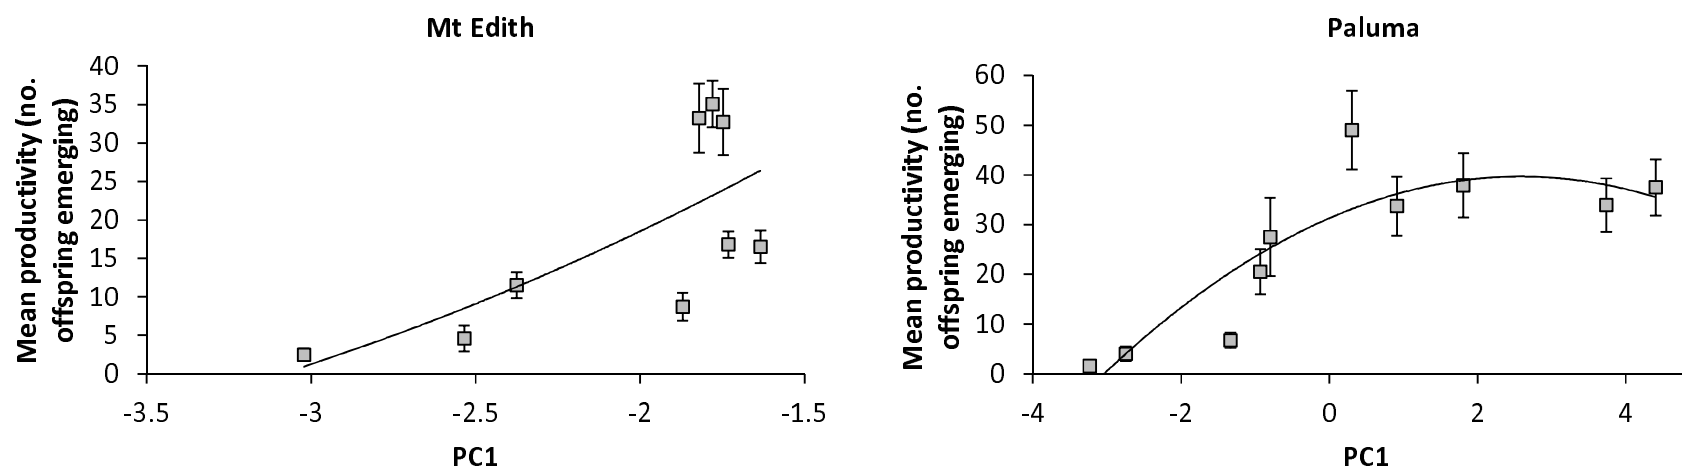 Mt Edith
Mean productivity (no.
offspring emerging)
40
35
30
25
20
15
10
5
0
-3.5 -3 -2.5 -2 -1.5
PC1
Paluma
Mean productivity (no.
offspring emerging)
60
50
40
30
20
10
0
-4 -2 0 2 4
PC1